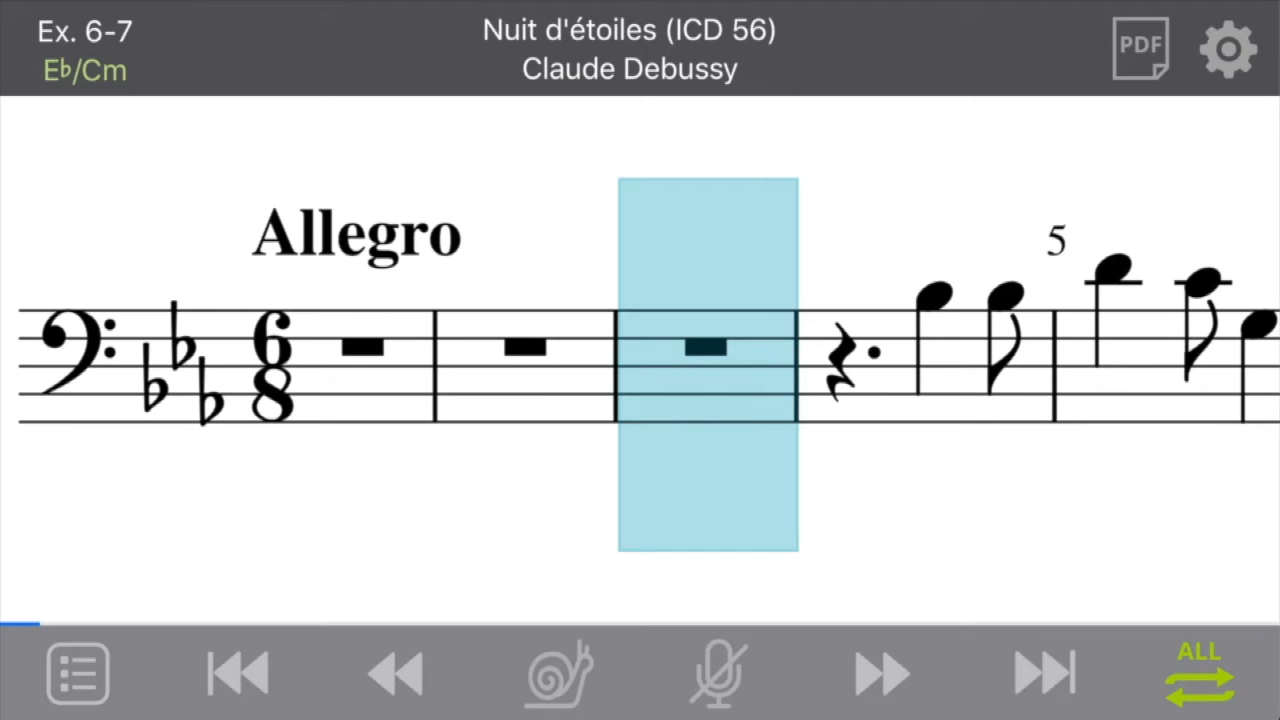 Ex. 6-7
E♭/Cm
Nuit d'étoiles (ICD 56)
Claude Debussy
PDF
Allegro
6
8
5
ALL